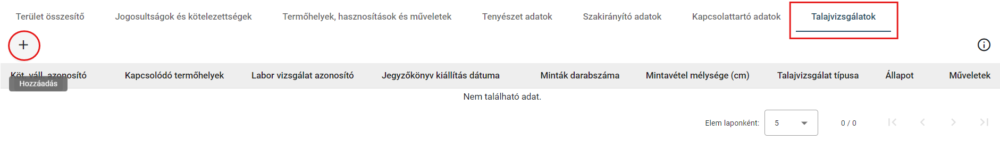 Terület összesítő Jogosultságok és kötelezettségek Termőhelyek, hasznosítások és műveletek Tenyészet adatok Szakirányító adatok Kapcsolattartó adatok Talajvizsgálatok
Köt. váll. azonosító Kapcsolódó termőhelyek Labor vizsgálat azonosító Jegyzőkönyv kiállítás dátuma Minták darabszáma Mintavétel mélysége (cm) Talajvizsgálat típusa Állapot Műveletek
Hozzáadás
Nem található adat.
Elem laponként: 5 0 / 0